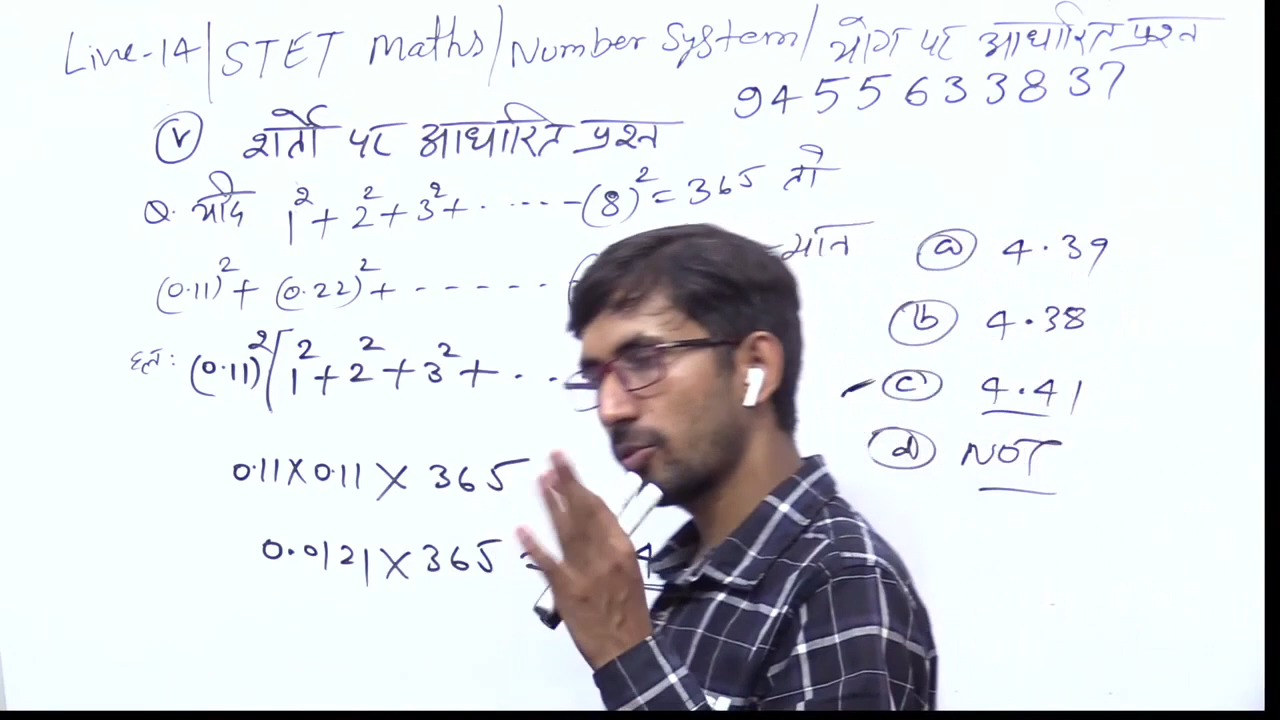 Line-14/STET Maths/Number System/योग पर आधारित प्रश्न
9455633837
(v) शर्तो पर आधारित प्रश्न
Q. यदि 1² + 2² + 3² + ..... -(8)² = 365 तो
(0.11)² + (0.22)² + ------ मान
हल: (0.11)² [1² + 2² + 3² + ...
0.11 X 0.11 X 365
0.0121 X 365 =
(a) 4.39
(b) 4.38
(c) 4.41
(d) NOT